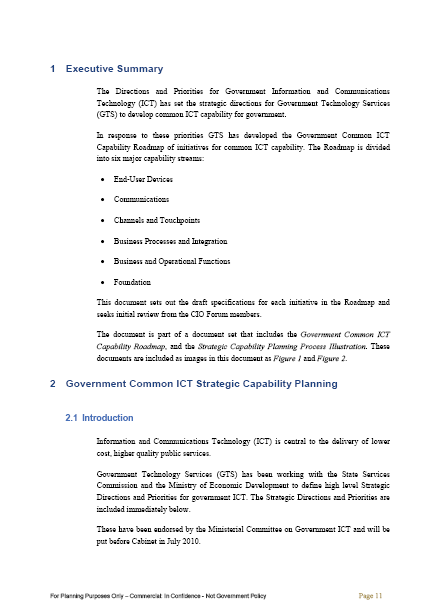 1 Executive Summary
The Directions and Priorities for Government Information and Communications
Technology (ICT) has set the strategic directions for Government Technology Services
(GTS) to develop common ICT capability for government.
In response to these priorities GTS has developed the Government Common ICT
Capability Roadmap of initiatives for common ICT capability. The Roadmap is divided
into six major capability streams:
• End-User Devices
• Communications
• Channels and Touchpoints
• Business Processes and Integration
• Business and Operational Functions
• Foundation
This document sets out the draft specifications for each initiative in the Roadmap and
seeks initial review from the CIO Forum members.
The document is part of a document set that includes the Government Common ICT
Capability Roadmap, and the Strategic Capability Planning Process Illustration. These
documents are included as images in this document as Figure 1 and Figure 2.
2 Government Common ICT Strategic Capability Planning
2.1 Introduction
Information and Communications Technology (ICT) is central to the delivery of lower
cost, higher quality public services.
Government Technology Services (GTS) has been working with the State Services
Commission and the Ministry of Economic Development to define high level Strategic
Directions and Priorities for government ICT. The Strategic Directions and Priorities are
included immediately below.
These have been endorsed by the Ministerial Committee on Government ICT and will be
put before Cabinet in July 2010.
For Planning Purposes Only – Commercial In Confidence - Not Government Policy Page 11